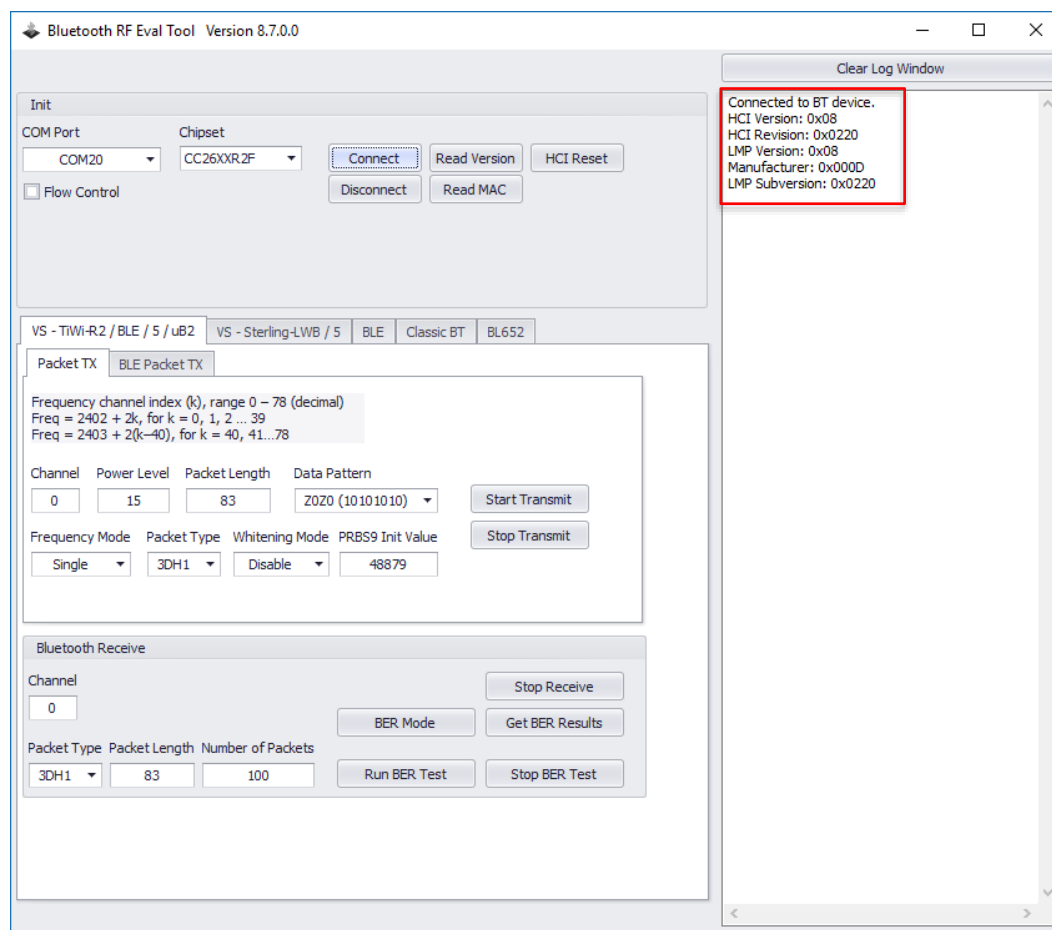 Bluetooth RF Eval Tool Version 8.7.0.0
Clear Log Window
Init
COM Port Chipset
COM20 CC26XXR2F Connect Read Version HCI Reset
Flow Control Disconnect Read MAC
Connected to BT device.
HCI Version: 0x08
HCI Revision: 0x0220
LMP Version: 0x08
Manufacturer: 0x000D
LMP Subversion: 0x0220
VS - TiWi-R2 / BLE / 5 / uB2 VS - Sterling-LWB / 5 BLE Classic BT BL652
Packet TX BLE Packet TX
Frequency channel index (k), range 0 – 78 (decimal)
Freq = 2402 + 2k, for k = 0, 1, 2 ... 39
Freq = 2403 + 2(k–40), for k = 40, 41...78
Channel Power Level Packet Length Data Pattern
0 15 83 Z0Z0 (10101010) Start Transmit
Stop Transmit
Frequency Mode Packet Type Whitening Mode PRBS9 Init Value
Single 3DH1 Disable 48879
Bluetooth Receive
Channel
0 Stop Receive
BER Mode Get BER Results
Packet Type Packet Length Number of Packets
3DH1 83 100 Run BER Test Stop BER Test